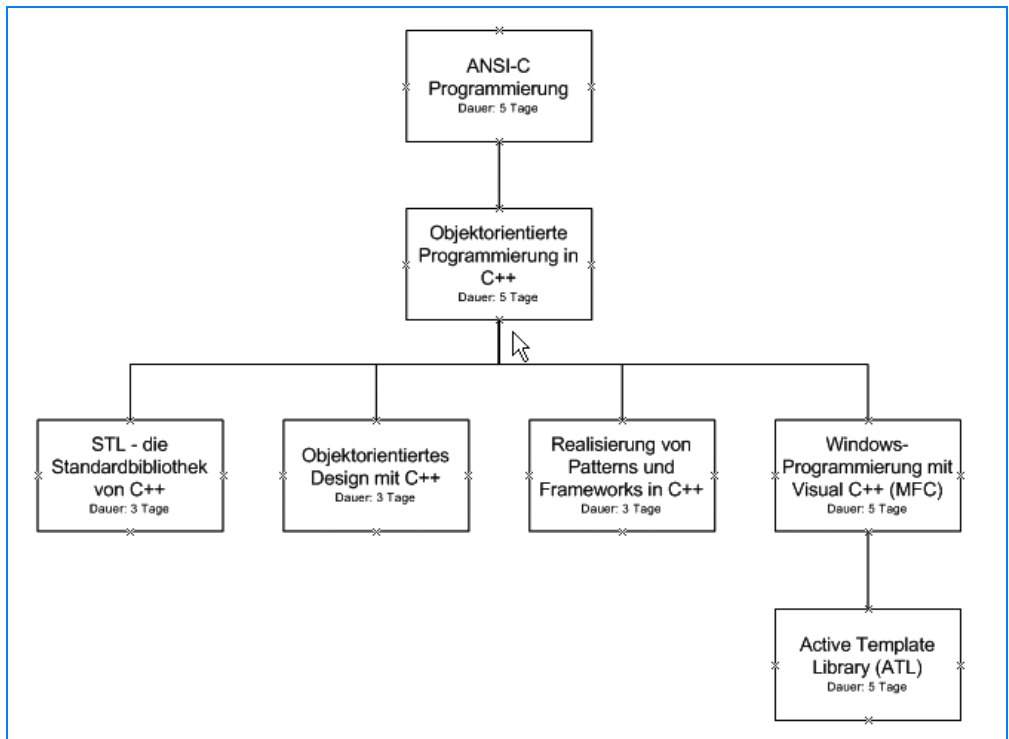 ANSI-C
Programmierung
Dauer: 5 Tage
Objektorientierte
Programmierung in
C++
Dauer: 5 Tage
STL - die
Standardbibliothek
von C++
Dauer: 3 Tage
Objektorientiertes
Design mit C++
Dauer: 3 Tage
Realisierung von
Patterns und
Frameworks in C++
Dauer: 3 Tage
Windows-
Programmierung mit
Visual C++ (MFC)
Dauer: 5 Tage
Active Template
Library (ATL)
Dauer: 5 Tage